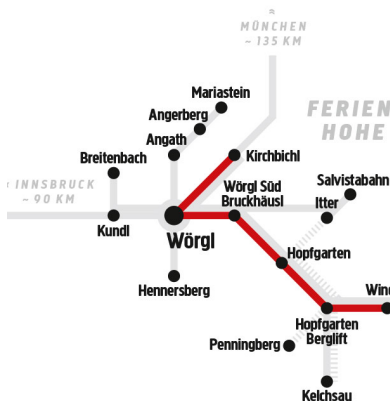 MÜNCHEN
~ 135 KM
Mariastein
FERIEN
HOHE
Angerberg
Angath
Kirchbichl
Breitenbach
Wörgl Süd
Bruckhäusl
Salvistabahn
INNSBRUCK
~ 90 KM
Itter
Kundl
Wörgl
Hopfgarten
Hennersberg
Wind
Hopfgarten
Berglift
Penningberg
Kelchsau